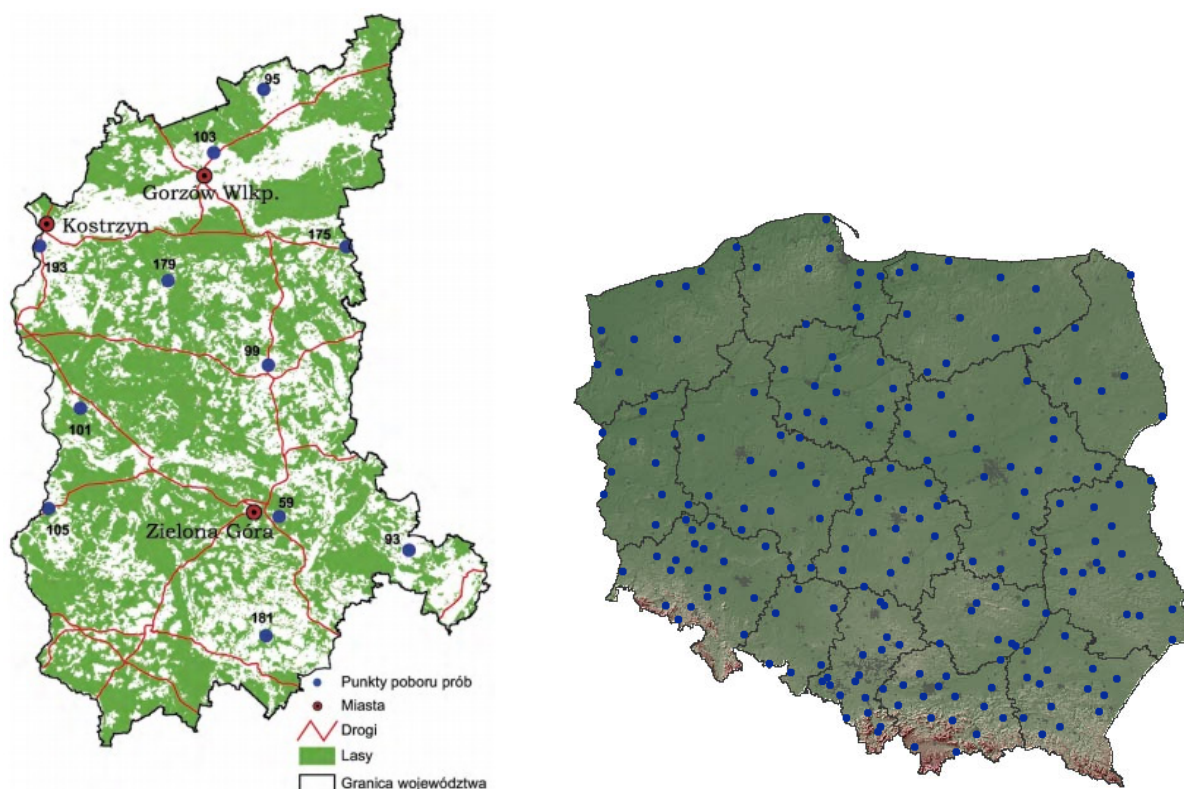 95
103
Gorzów Wlkp.
Kostrzyn
193
175
179
99
101
105
59
Zielona Góra
93
181
Punkty poboru prób
Miasta
Drogi
Lasy
Granica województwa